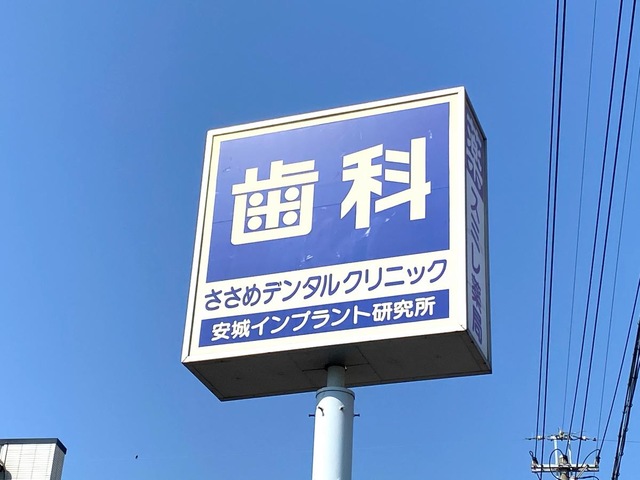 歯科
ささめデンタルクリニック
安城インプラント研究所